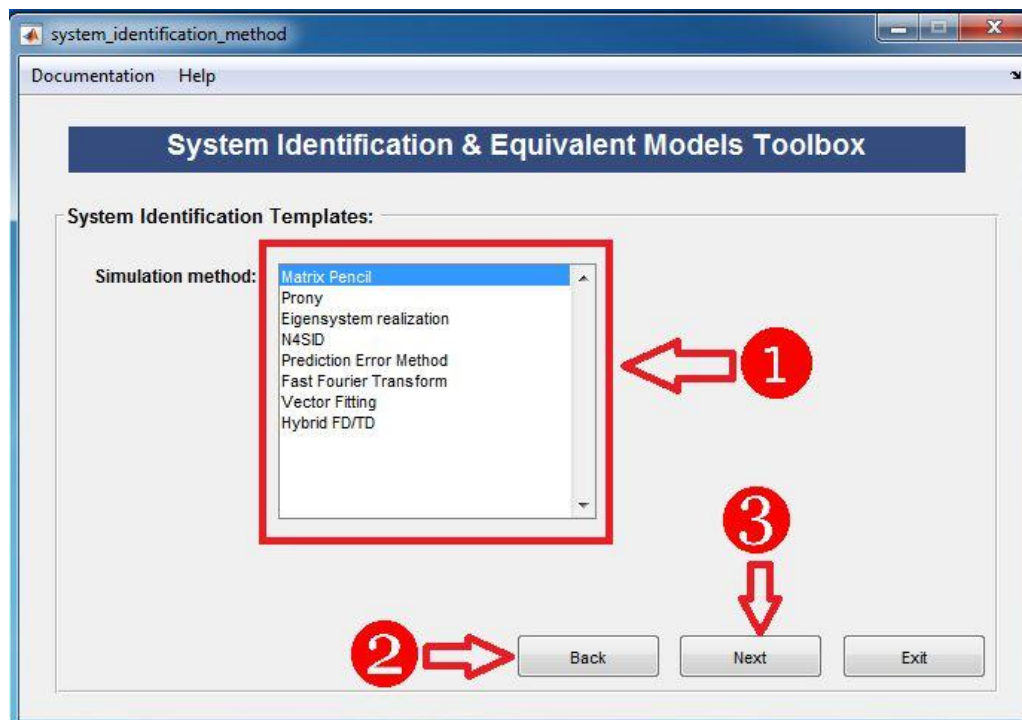 system_identification_method
Documentation Help
System Identification & Equivalent Models Toolbox
System Identification Templates:
Simulation method:
Matrix Pencil
Prony
Eigensystem realization
N4SID
Prediction Error Method
Fast Fourier Transform
Vector Fitting
Hybrid FD/TD
1
3
2
Back Next Exit